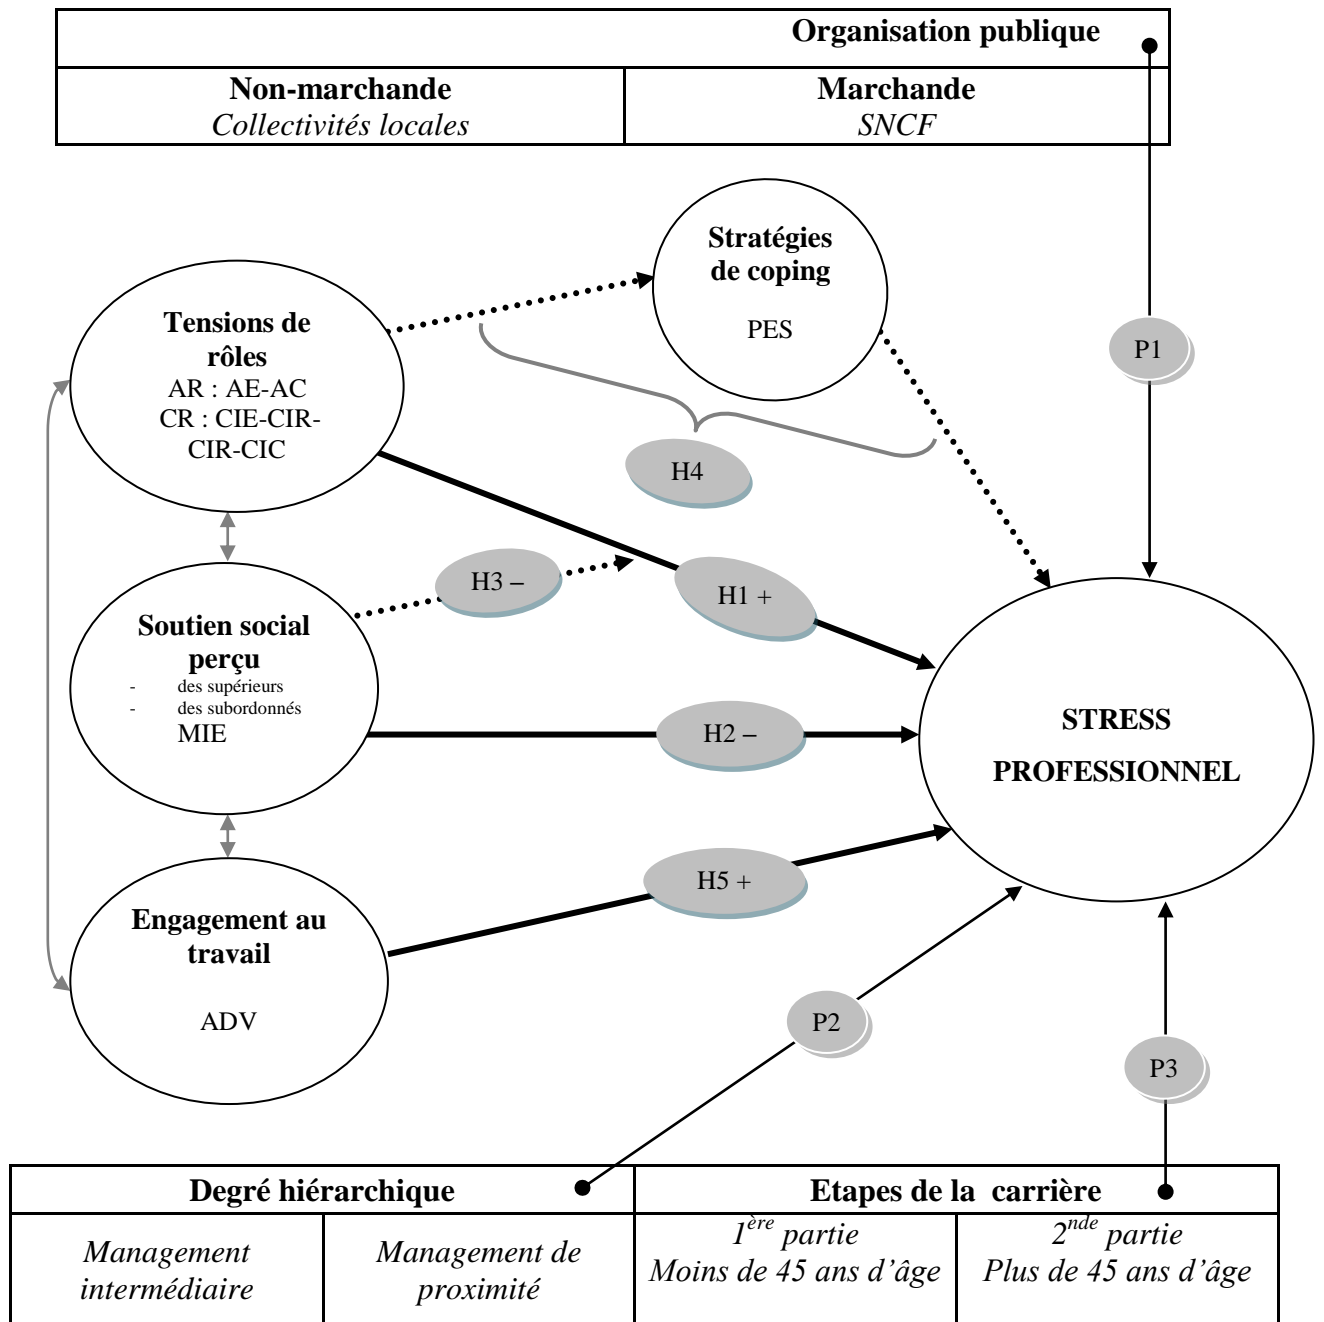 Organisation publique
Non-marchande
Collectivités locales
Marchande
SNCF
Stratégies
de coping
PES
Tensions de
rôles
AR : AE-AC
CR : CIE-CIR-
CIR-CIC
P1
H4
H3 –
H1 +
Soutien social
perçu
- des supérieurs
- des subordonnés
MIE
H2 –
STRESS
PROFESSIONNEL
H5 +
Engagement au
travail
ADV
P2
P3
Degré hiérarchique
Etapes de la carrière
Management
intermédiaire
Management de
proximité
1ère partie
Moins de 45 ans d’âge
2nde partie
Plus de 45 ans d’âge